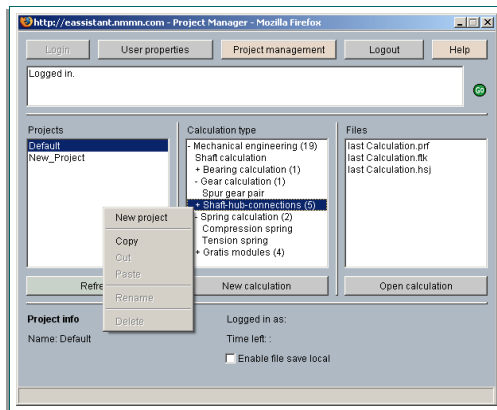 http://eassistant.nmmn.com - Project Manager - Mozilla Firefox
Login User properties Project management Logout Help
Logged in.
GO
Projects Calculation type Files
Default
New_Project
- Mechanical engineering (19)
Shaft calculation
+ Bearing calculation (1)
- Gear calculation (1)
Spur gear pair
+ Shaft-hub-connections (5)
- Spring calculation (2)
Compression spring
Tension spring
+ Gratis modules (4)
last Calculation.prf
last Calculation.ftk
last Calculation.hsj
New project
Copy
Cut
Paste
Rename
Delete
Refre New calculation Open calculation
Project info Logged in as:
Name: Default Time left: :
Enable file save local